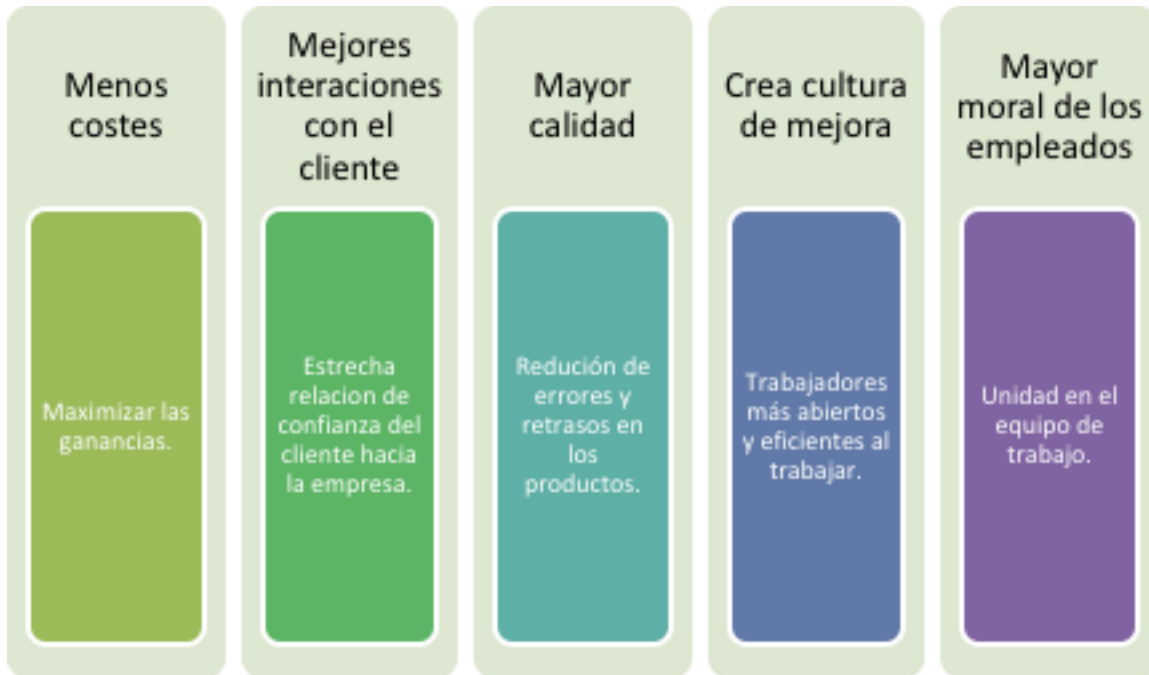 Menos
costes
Maximizar las
ganancias.
Mejores
interaciones
con el
cliente
Estrecha
relacion de
confianza del
cliente hacia
la empresa.
Mayor
calidad
Redución de
errores y
retrasos en
los
productos.
Crea cultura
de mejora
Trabajadores
más abiertos
y eficientes al
trabajar.
Mayor
moral de los
empleados
Unidad en el
equipo de
trabajo.